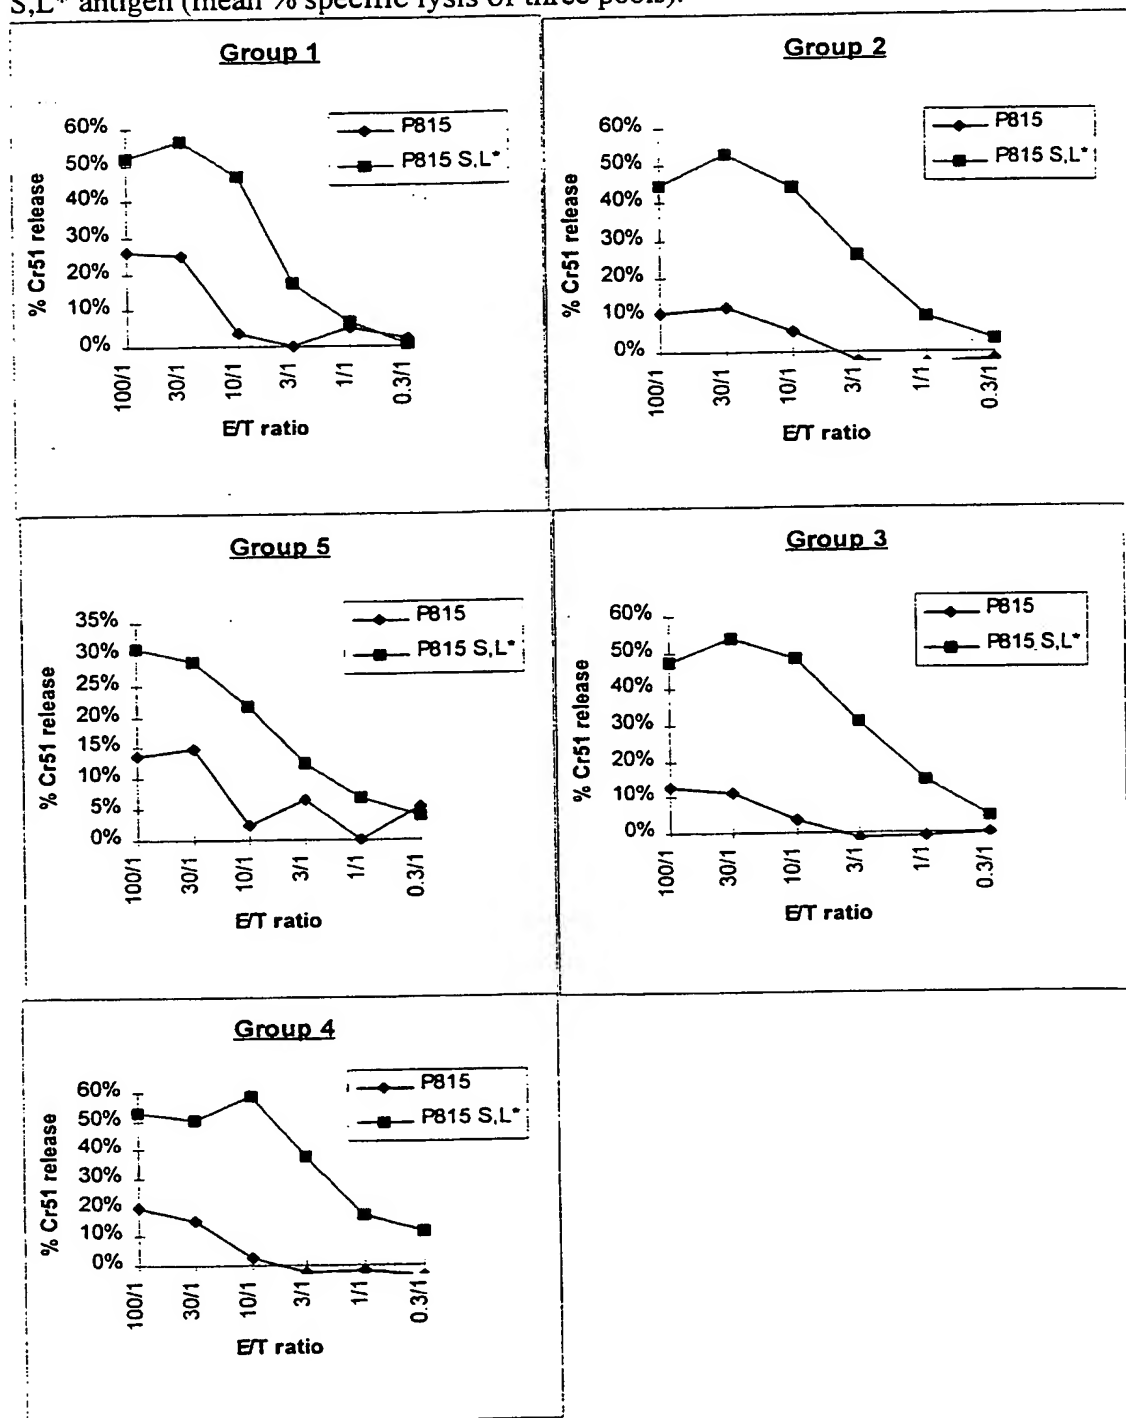 S,L* antigen (mean % specific lysis of three pools).
Group 1
P815
P815 S,L*
60%
50%
40%
30%
20%
10%
0%
% Cr51 release
100/1
30/1
10/1
3/1
1/1
0.3/1
E/T ratio
Group 2
P815
P815 S,L*
60%
50%
40%
30%
20%
10%
0%
% Cr51 release
100/1
30/1
10/1
3/1
1/1
0.3/1
E/T ratio
Group 5
P815
P815 S,L*
35%
30%
25%
20%
15%
10%
5%
0%
% Cr51 release
100/1
30/1
10/1
3/1
1/1
0.3/1
E/T ratio
Group 3
P815
P815 S,L*
60%
50%
40%
30%
20%
10%
0%
% Cr51 release
100/1
30/1
10/1
3/1
1/1
0.3/1
E/T ratio
Group 4
P815
P815 S,L*
60%
50%
40%
30%
20%
10%
0%
% Cr51 release
100/1
30/1
10/1
3/1
1/1
0.3/1
E/T ratio